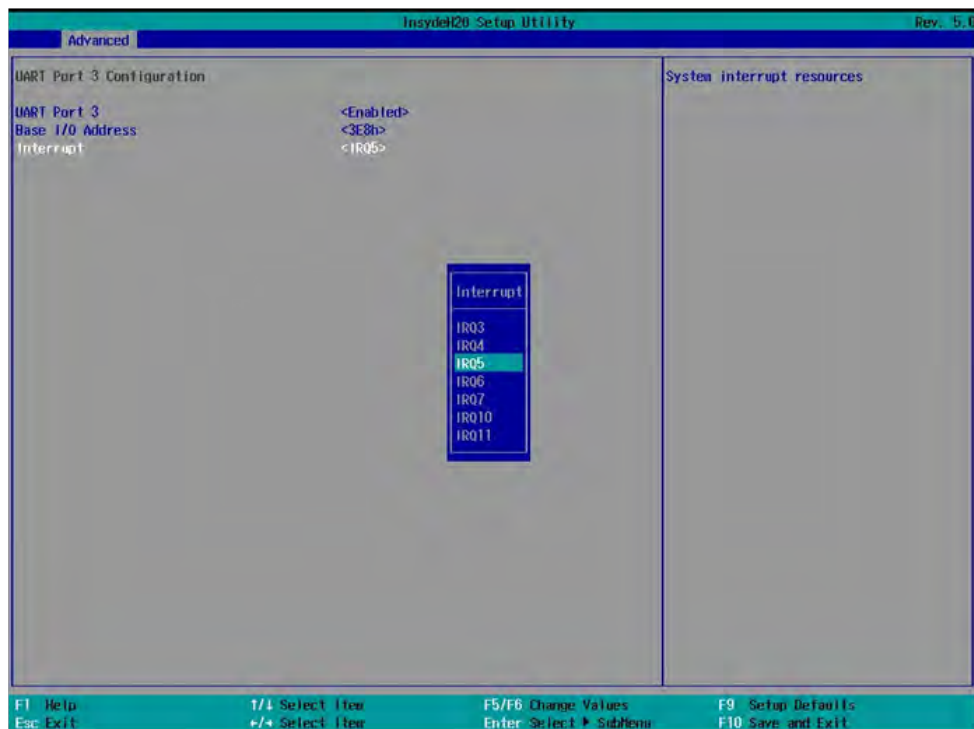 InsydeH20 Setup Utility Rev. 5.0
Advanced
UART Port 3 Configuration
System interrupt resources
UART Port 3 <Enabled>
Base I/O Address <3E8h>
Interrupt <IRQ5>
Interrupt
IRQ3
IRQ4
IRQ5
IRQ6
IRQ7
IRQ10
IRQ11
F1 Help ↑/↓ Select Item F5/F6 Change Values F9 Setup Defaults
Esc Exit ←/→ Select Item Enter Select ▶ SubMenu F10 Save and Exit